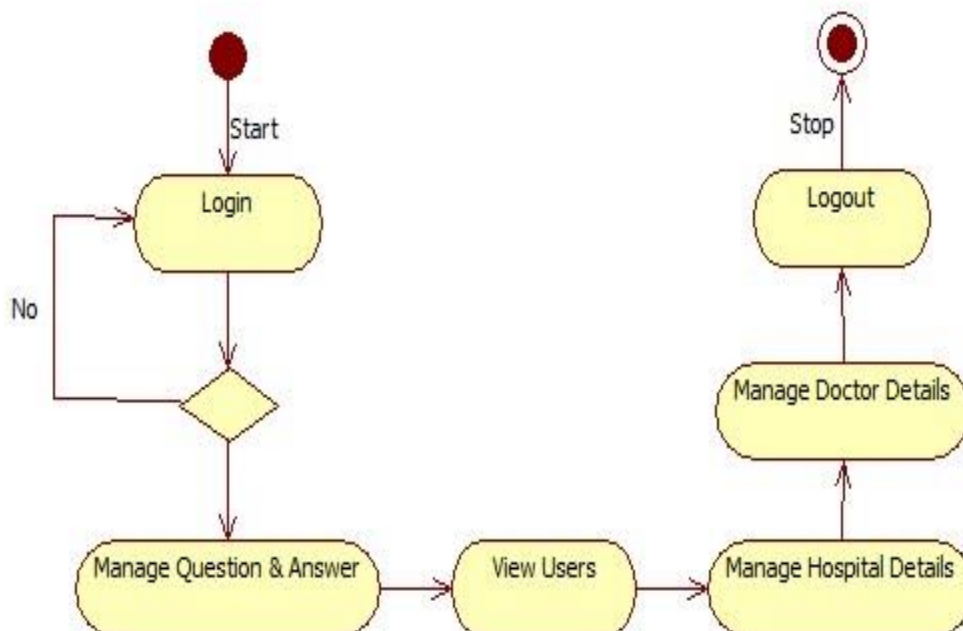 Start
Login
No
Manage Question & Answer
View Users
Manage Hospital Details
Manage Doctor Details
Logout
Stop